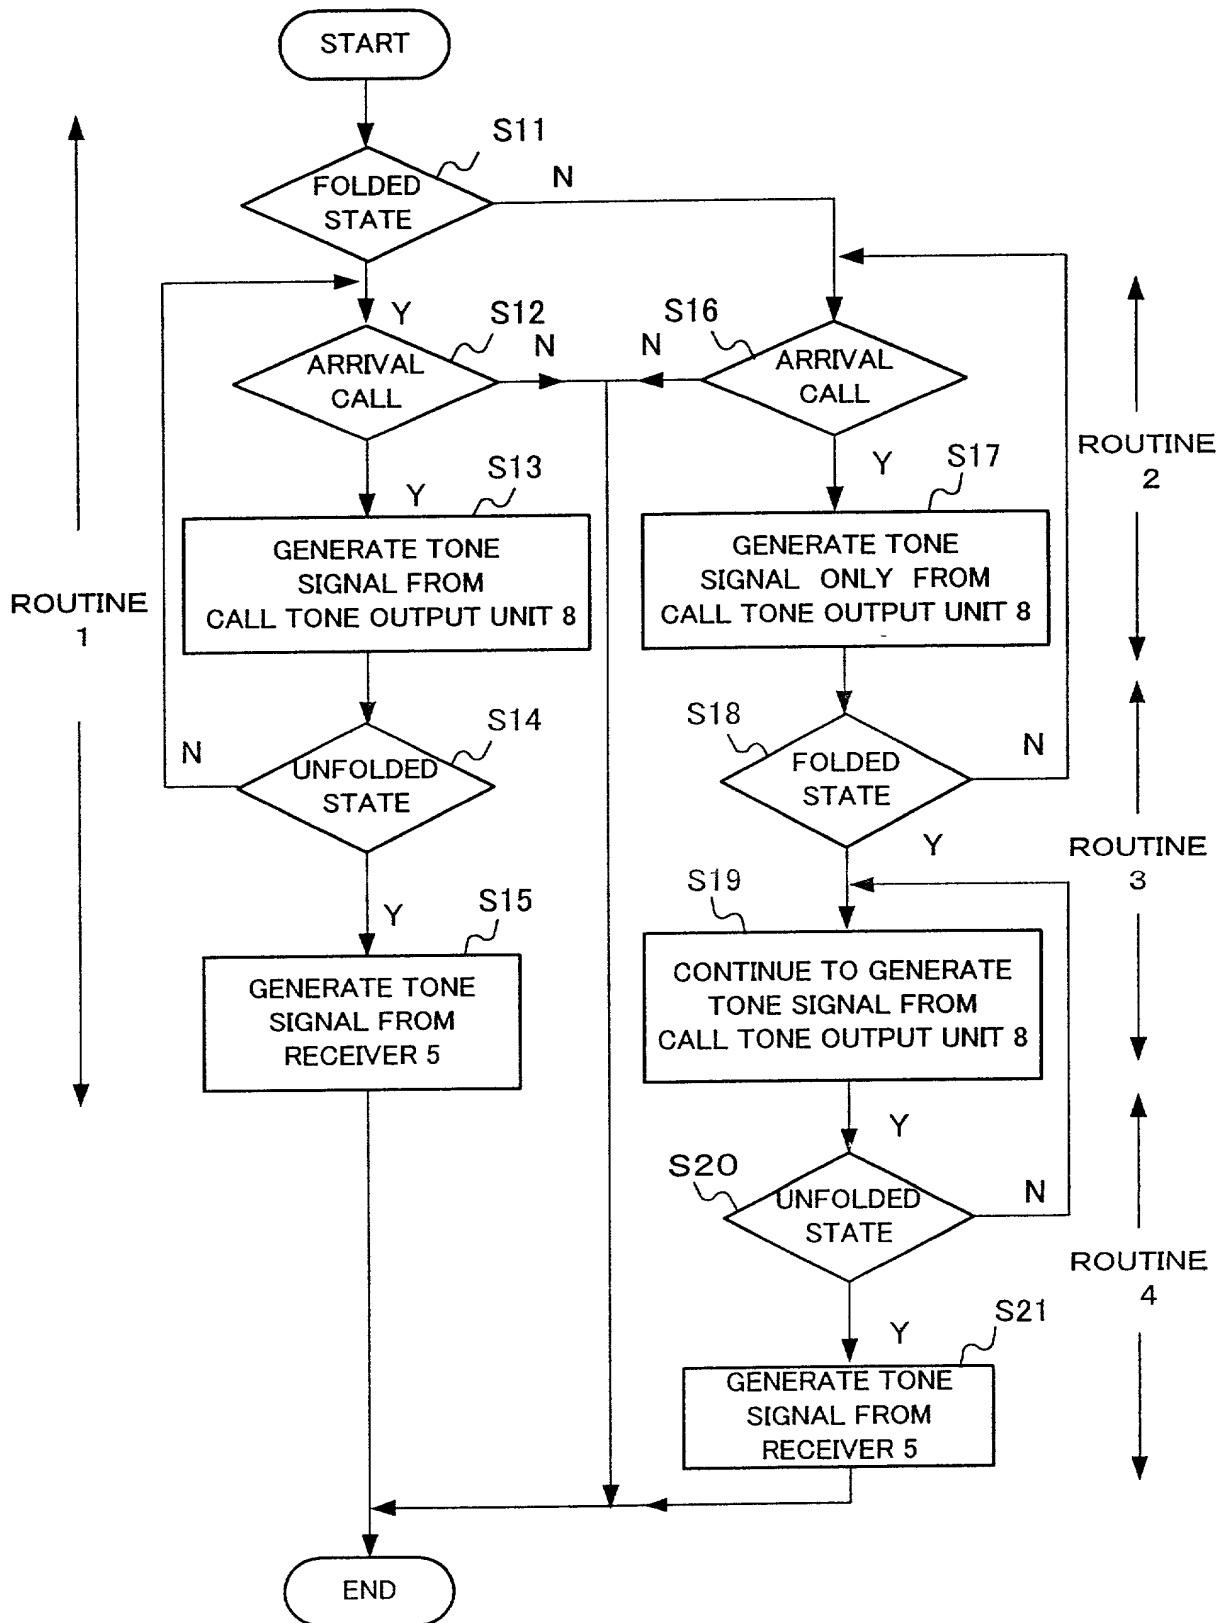 START
S11
FOLDED
STATE
N
Y
S12
ARRIVAL
CALL
N
S16
N
ARRIVAL
CALL
Y
S13
GENERATE TONE
SIGNAL FROM
CALL TONE OUTPUT UNIT 8
Y
S17
GENERATE TONE
SIGNAL ONLY FROM
CALL TONE OUTPUT UNIT 8
ROUTINE
1
ROUTINE
2
S14
UNFOLDED
STATE
N
Y
S18
FOLDED
STATE
N
Y
ROUTINE
3
S15
GENERATE TONE
SIGNAL FROM
RECEIVER 5
S19
CONTINUE TO GENERATE
TONE SIGNAL FROM
CALL TONE OUTPUT UNIT 8
Y
S20
UNFOLDED
STATE
N
Y
ROUTINE
4
S21
GENERATE TONE
SIGNAL FROM
RECEIVER 5
END